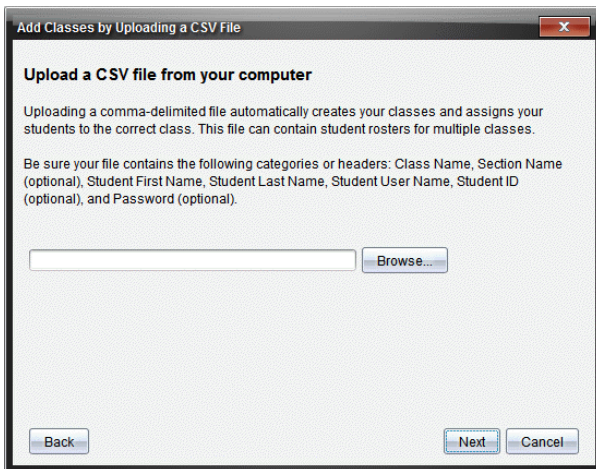 Add Classes by Uploading a CSV File
Upload a CSV file from your computer
Uploading a comma-delimited file automatically creates your classes and assigns your
students to the correct class. This file can contain student rosters for multiple classes.
Be sure your file contains the following categories or headers: Class Name, Section Name
(optional), Student First Name, Student Last Name, Student User Name, Student ID
(optional), and Password (optional).
Browse...
Back Next Cancel